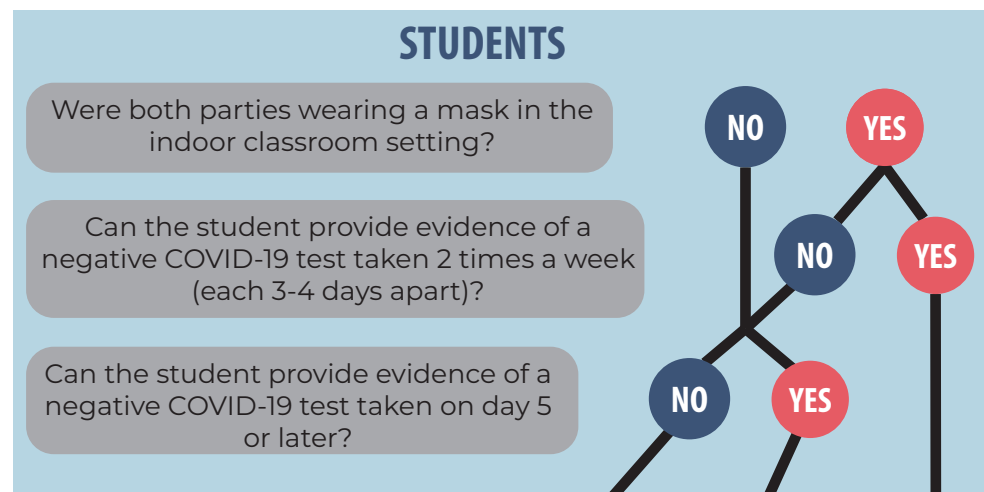 STUDENTS
Were both parties wearing a mask in the
indoor classroom setting?
NO
YES
Can the student provide evidence of a
negative COVID-19 test taken 2 times a week
(each 3-4 days apart)?
NO
YES
Can the student provide evidence of a
negative COVID-19 test taken on day 5
or later?
NO
YES